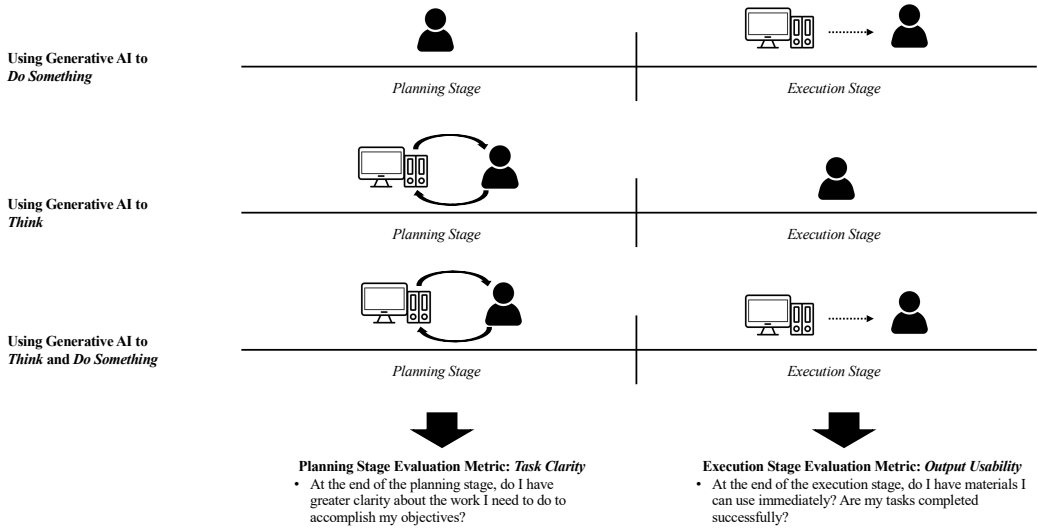 Using Generative AI to
Do Something
Planning Stage
Execution Stage
Using Generative AI to
Think
Planning Stage
Execution Stage
Using Generative AI to
Think and Do Something
Planning Stage
Execution Stage
Planning Stage Evaluation Metric: Task Clarity
• At the end of the planning stage, do I have
greater clarity about the work I need to do to
accomplish my objectives?
Execution Stage Evaluation Metric: Output Usability
• At the end of the execution stage, do I have materials I
can use immediately? Are my tasks completed
successfully?